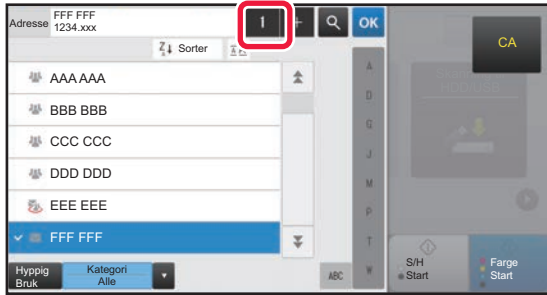 Adresse FFF FFF
1234.xxx
1
+
OK
CA
Sorter
AAA AAA
BBB BBB
CCC CCC
DDD DDD
EEE EEE
FFF FFF
A
D
G
J
M
P
T
W
Hyppig
Bruk
Kategori
Alle
ABC
S/H
Start
Farge
Start